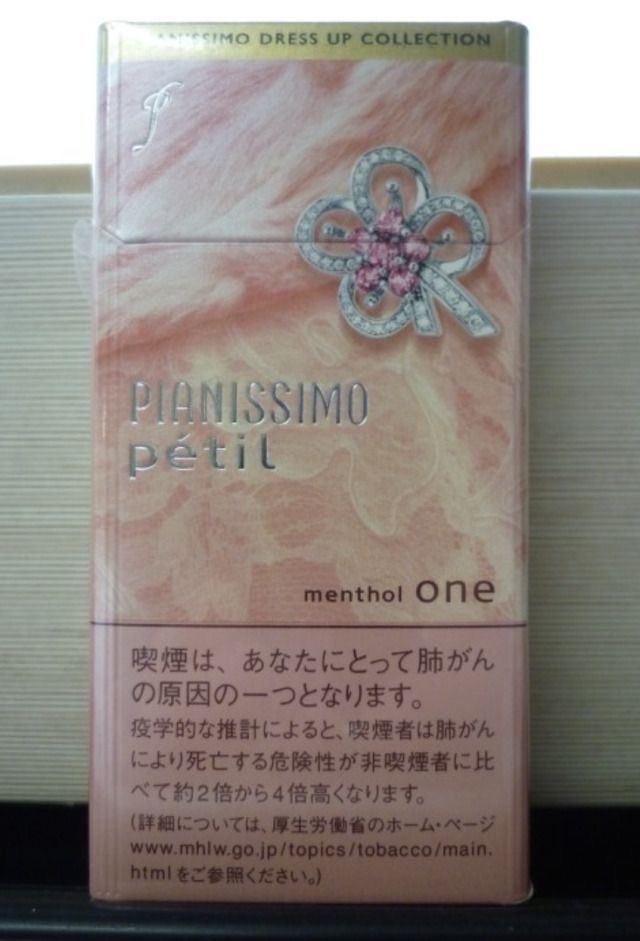 PIANISSIMO DRESS UP COLLECTION
PIANISSIMO
pétil
menthol one
喫煙は、あなたにとって肺がん
の原因の一つとなります。
疫学的な推計によると、喫煙者は肺がん
により死亡する危険性が非喫煙者に比
べて約2倍から4倍高くなります。
(詳細については、厚生労働省のホーム・ページ
www.mhlw.go.jp/topics/tobacco/main.
htmlをご参照ください。)